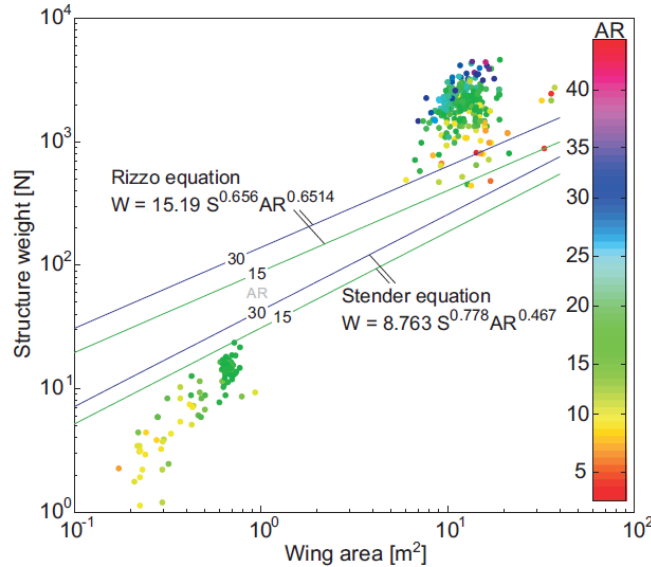 AR
10^4
10^3
10^2
10^1
10^0
Structure weight [N]
Rizzo equation
W = 15.19 S^0.656 AR^0.6514
30
15
AR
30
15
Stender equation
W = 8.763 S^0.778 AR^0.467
40
35
30
25
20
15
10
5
10^-1
10^0
10^1
10^2
Wing area [m^2]